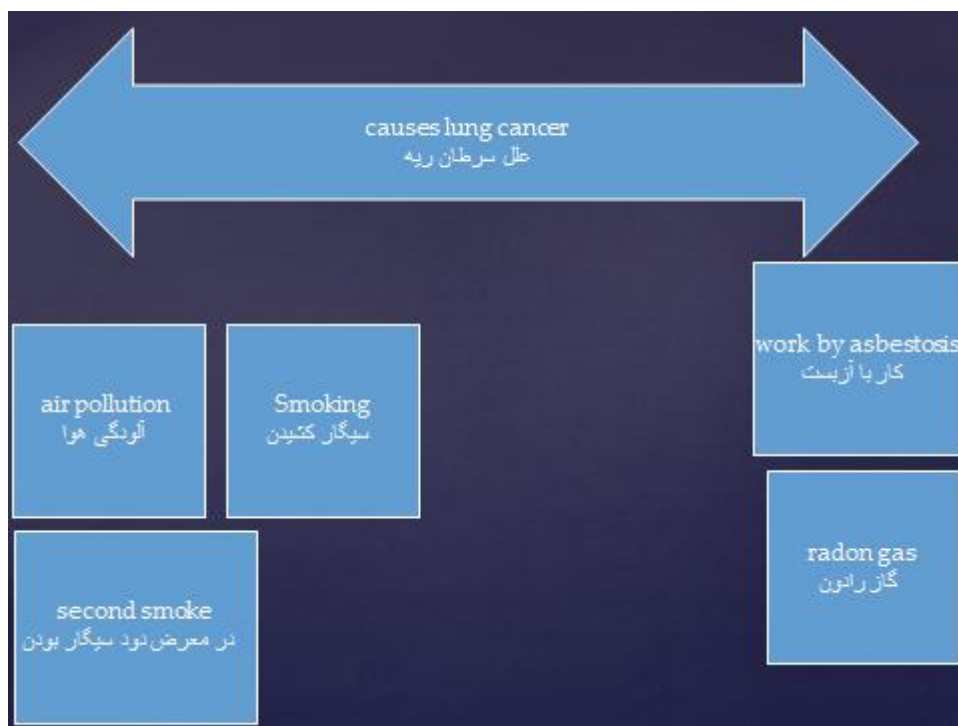 causes lung cancer
علل سرطان ریه
air pollution
آلودگی هوا
Smoking
سیگار کشیدن
work by asbestosis
کار با آزبست
second smoke
در معرض دود سیگار بودن
radon gas
گاز رادون